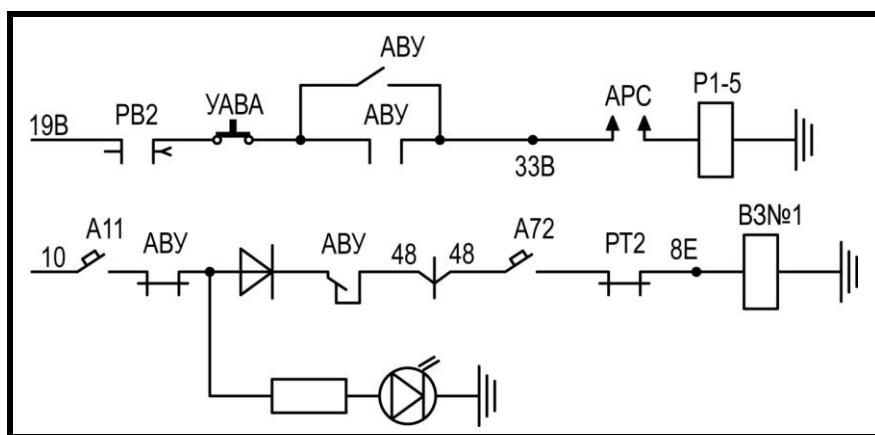 АВУ
19В РВ2 УАВА АВУ АРС Р1-5
33В
10 А11 АВУ АВУ 48 48 А72 РТ2 8Е ВЗ№1